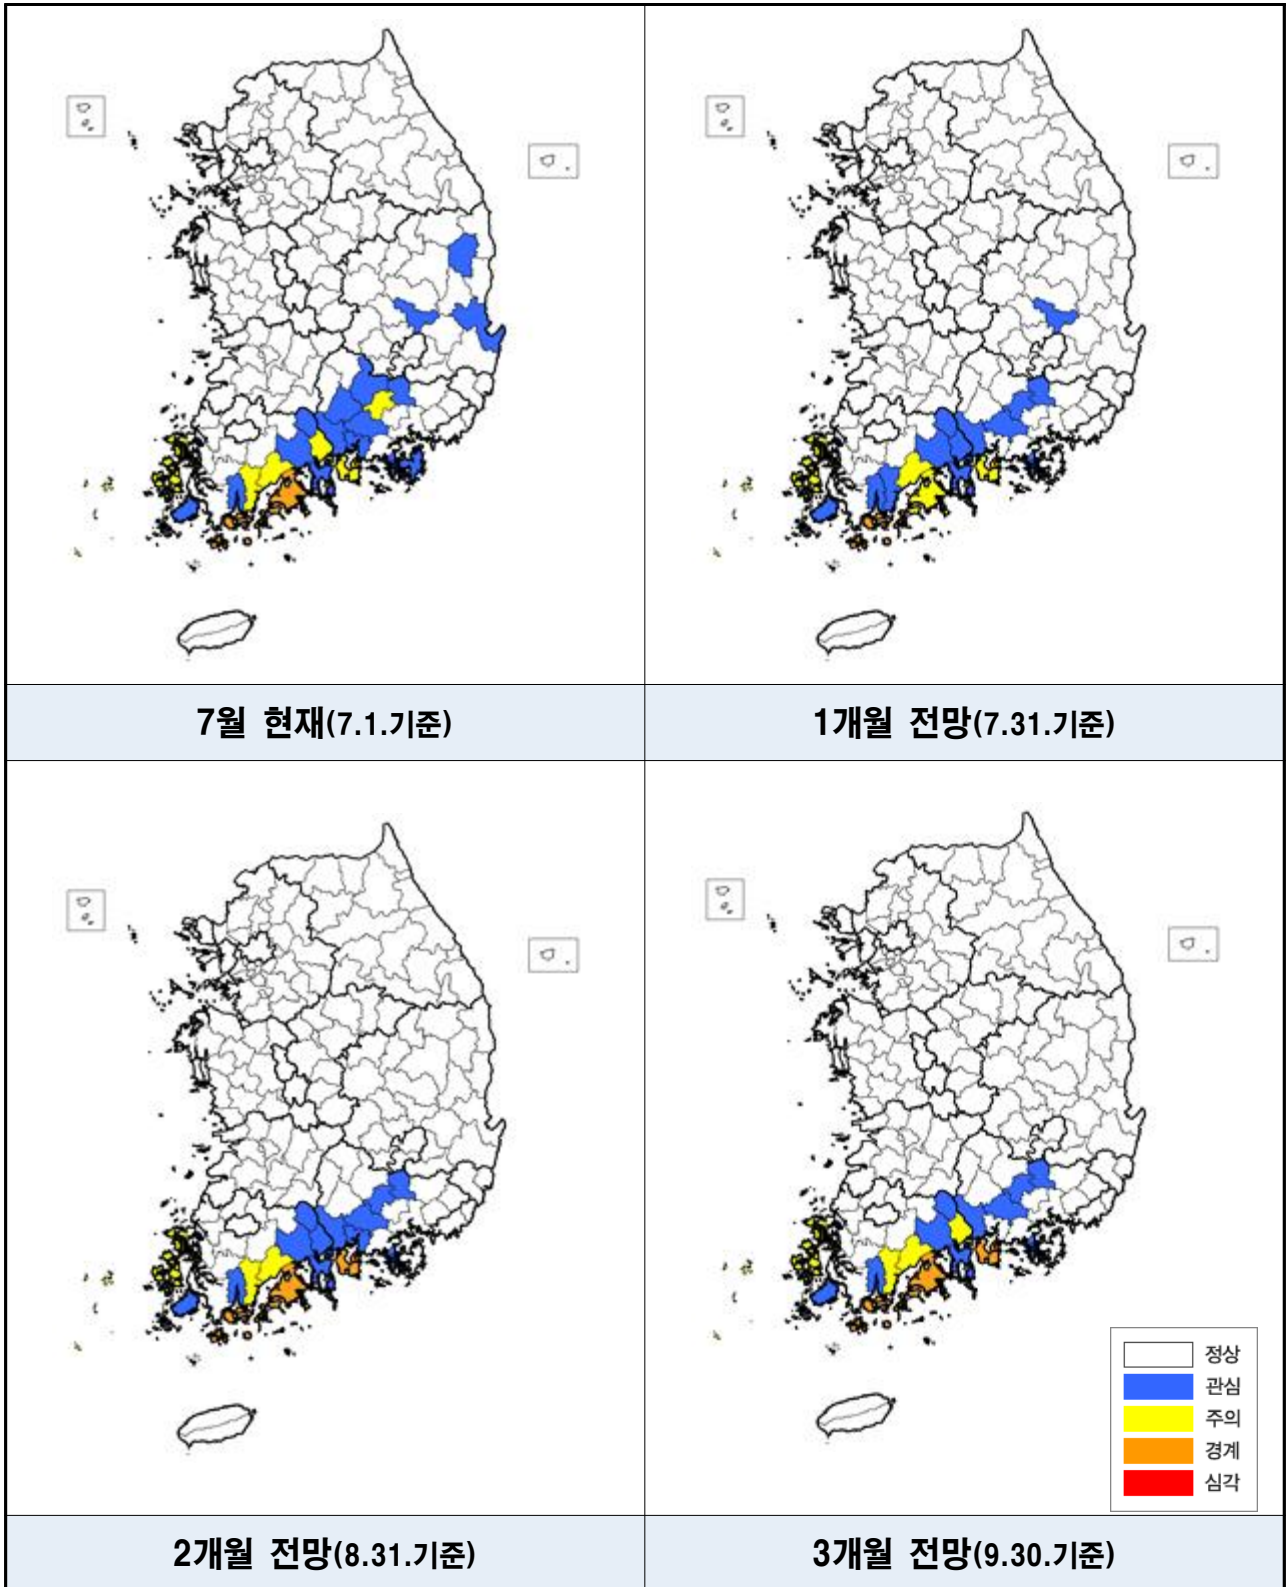 7월 현재(7.1.기준)
1개월 전망(7.31.기준)
정상
관심
주의
경계
심각
2개월 전망(8.31.기준)
3개월 전망(9.30.기준)